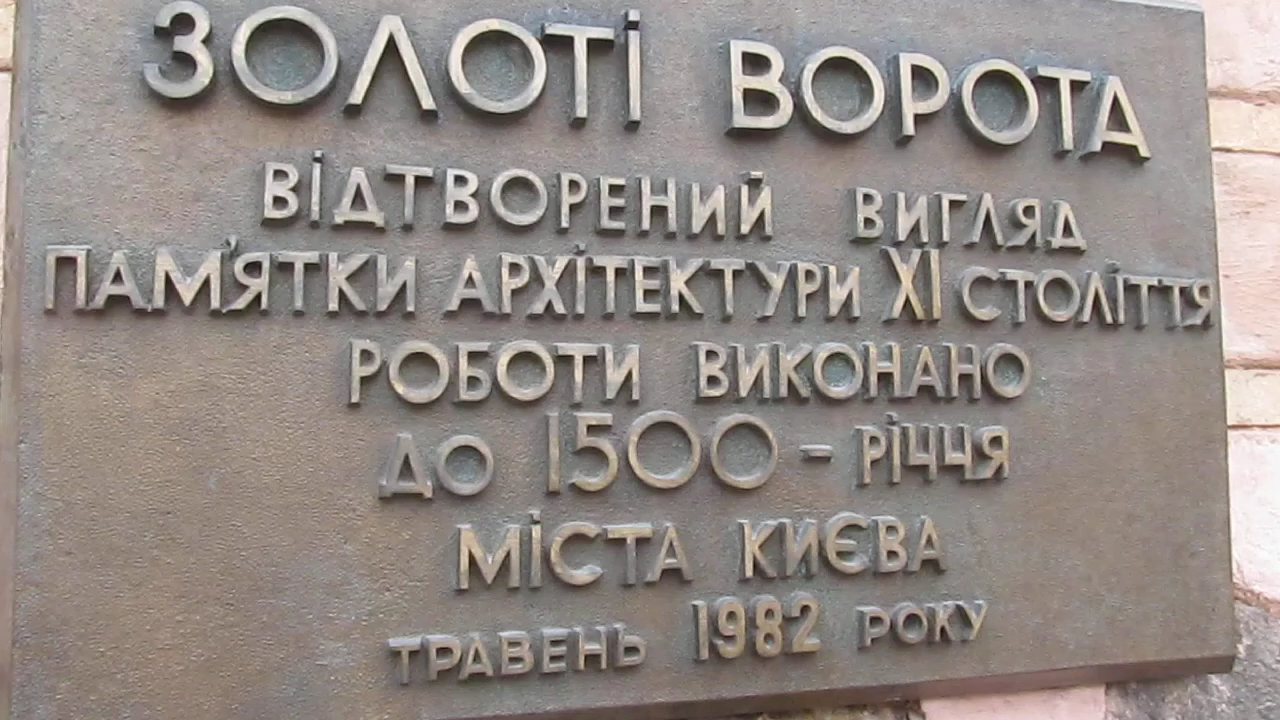 ЗОЛОТІ ВОРОТА
ВІДТВОРЕНИЙ ВИГЛЯД
ПАМ'ЯТКИ АРХІТЕКТУРИ XI СТОЛІТТЯ
РОБОТИ ВИКОНАНО
ДО 1500 - РІЧЧЯ
МІСТА КИЄВА
ТРАВЕНЬ 1982 РОКУ